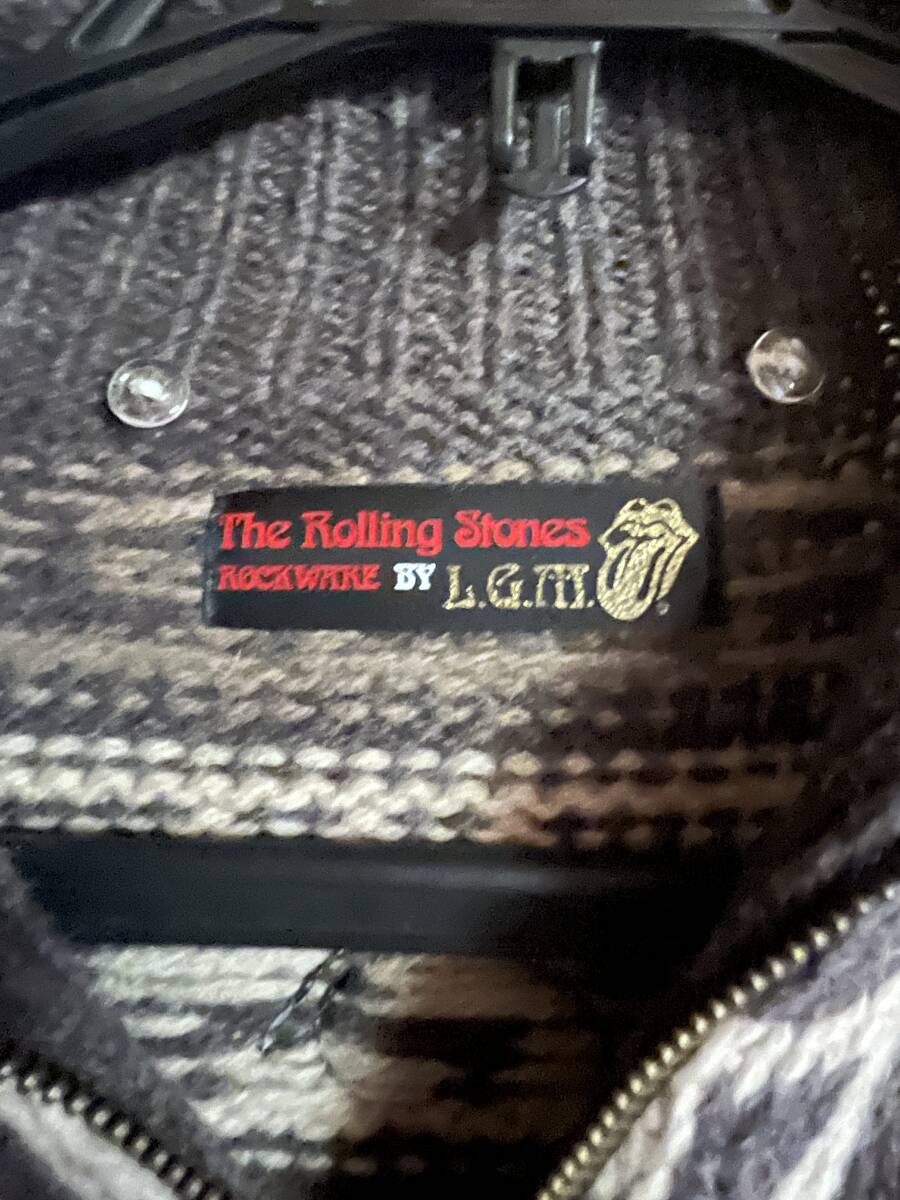 The Rolling Stones
ROCKWARE BY L.G.M.
®